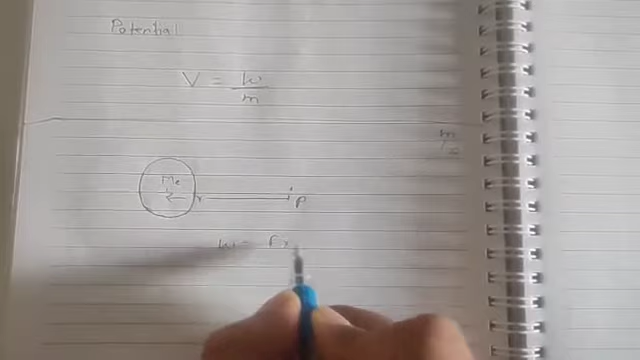 Potential
V = W/m
Me
r P
W = Fx